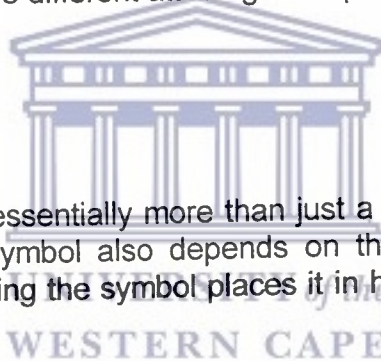 different
essentially more than just a
ymbol also depends on th
UNIVERSITY of the
ing the symbol places it in h
WESTERN CAPE